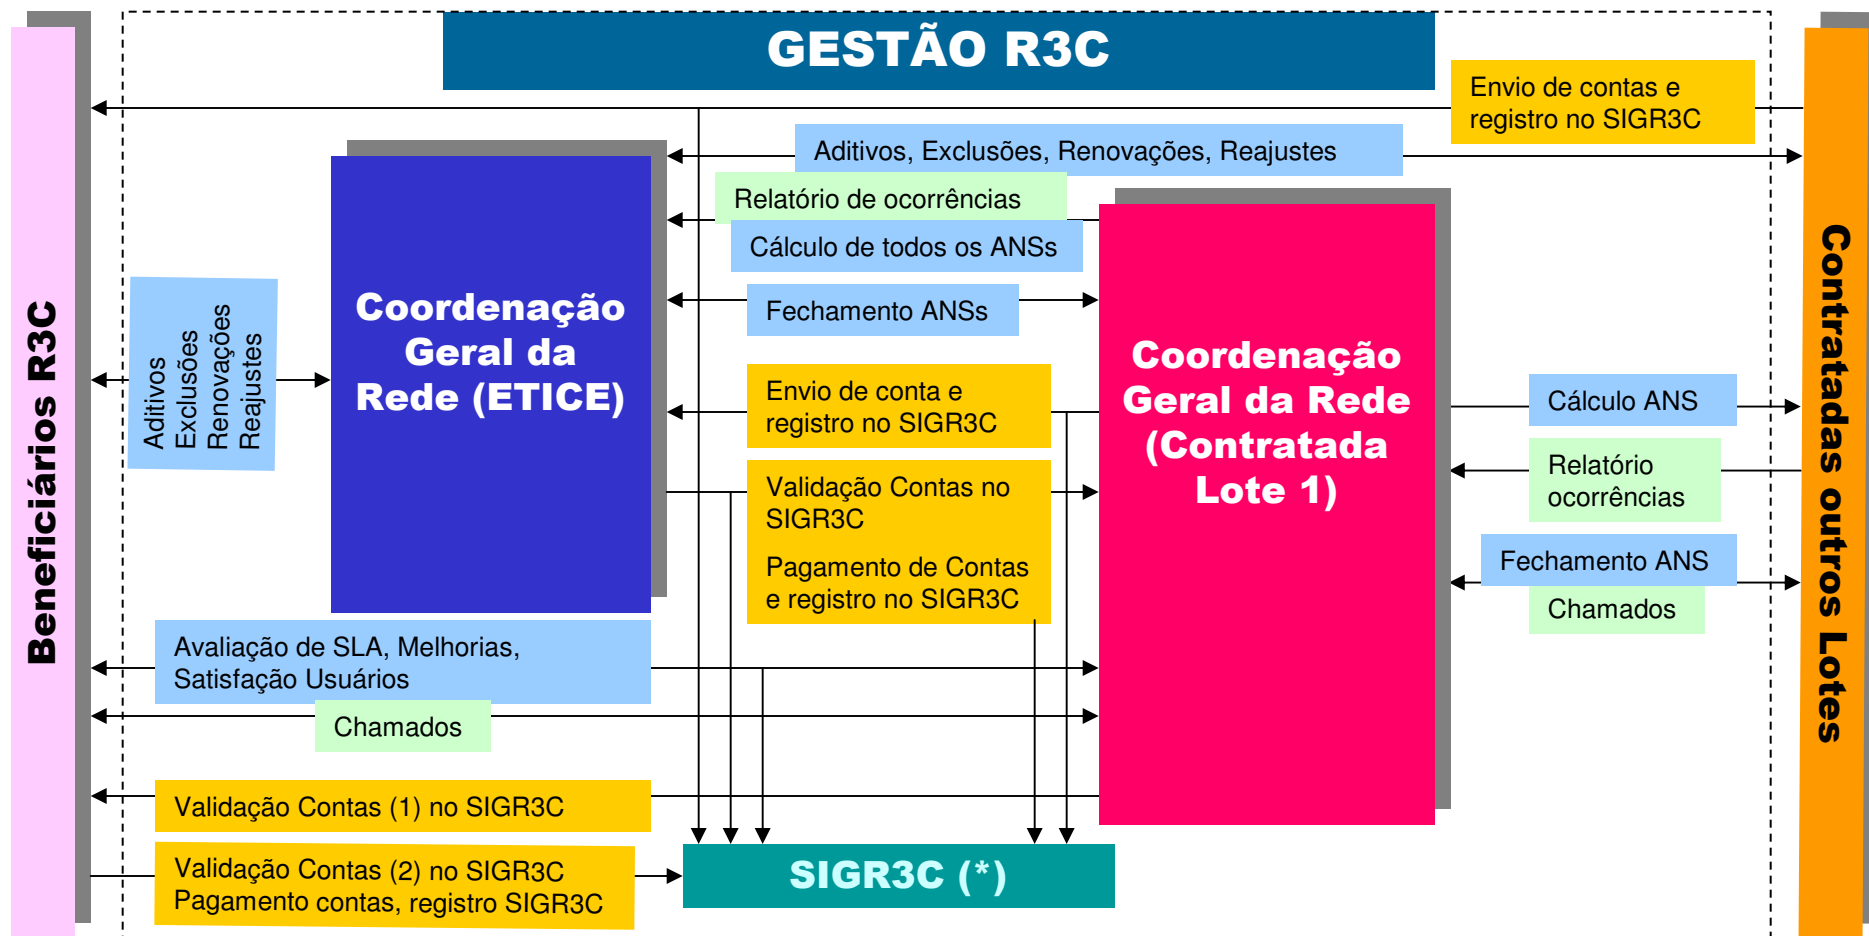 GESTÃO R3C
Envio de contas e
registro no SIGR3C
Aditivos, Exclusões, Renovações, Reajustes
Relatório de ocorrências
Cálculo de todos os ANSs
Fechamento ANSs
Beneficiários R3C
Aditivos
Exclusões
Renovações
Reajustes
Coordenação
Geral da
Rede (ETICE)
Envio de conta e
registro no SIGR3C
Validação Contas no
SIGR3C
Pagamento de Contas
e registro no SIGR3C
Coordenação
Geral da Rede
(Contratada
Lote 1)
Cálculo ANS
Relatório
ocorrências
Fechamento ANS
Chamados
Contratadas outros Lotes
Avaliação de SLA, Melhorias,
Satisfação Usuários
Chamados
Validação Contas (1) no SIGR3C
Validação Contas (2) no SIGR3C
Pagamento contas, registro SIGR3C
SIGR3C (*)